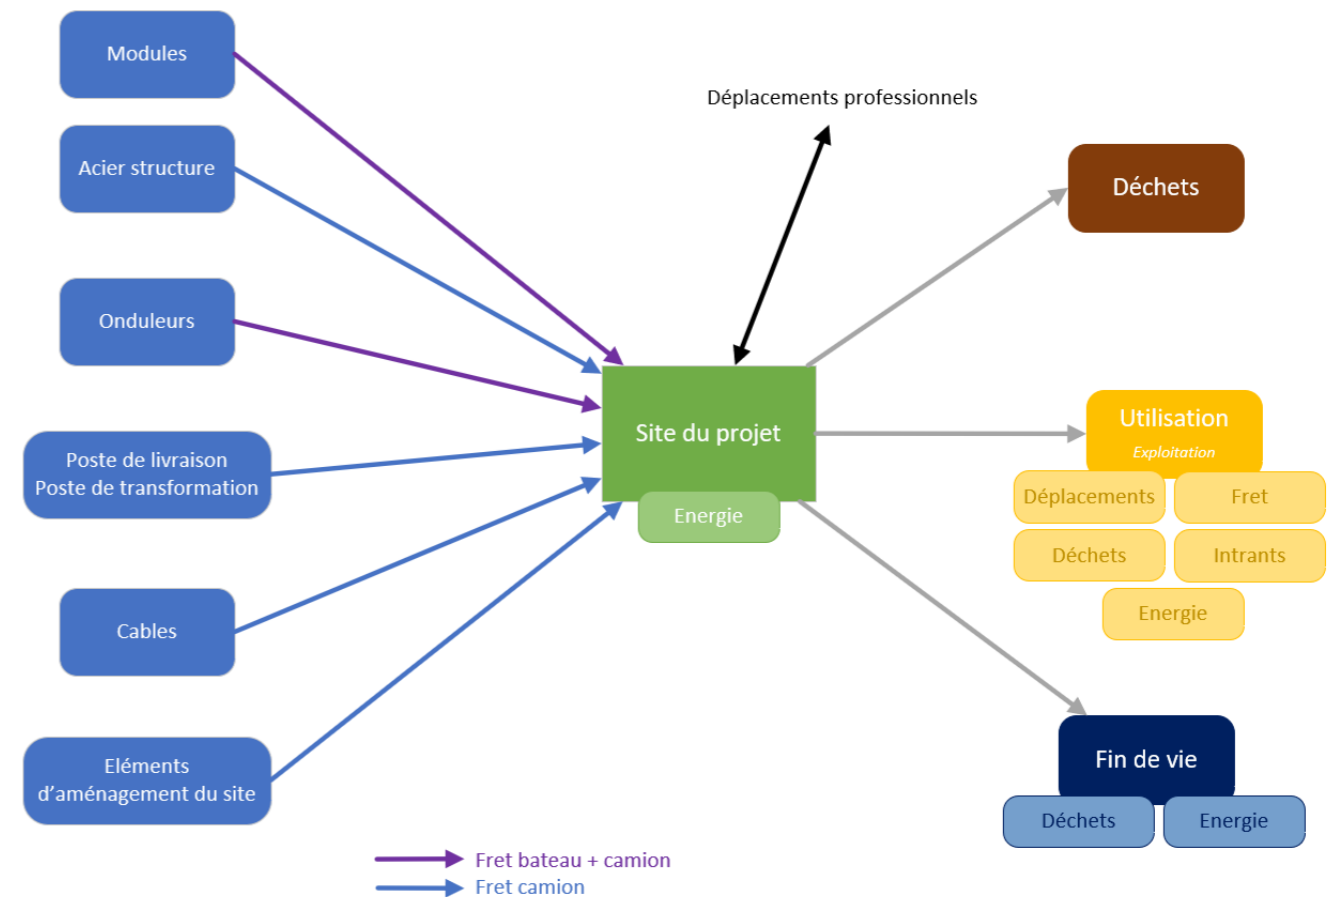 Modules
Acier structure
Onduleurs
Poste de livraison
Poste de transformation
Cables
Eléments
d'aménagement du site
Déplacements professionnels
Site du projet
Energie
Déchets
Utilisation
Exploitation
Déplacements
Fret
Déchets
Intrants
Energie
Fin de vie
Déchets
Energie
Fret bateau + camion
Fret camion